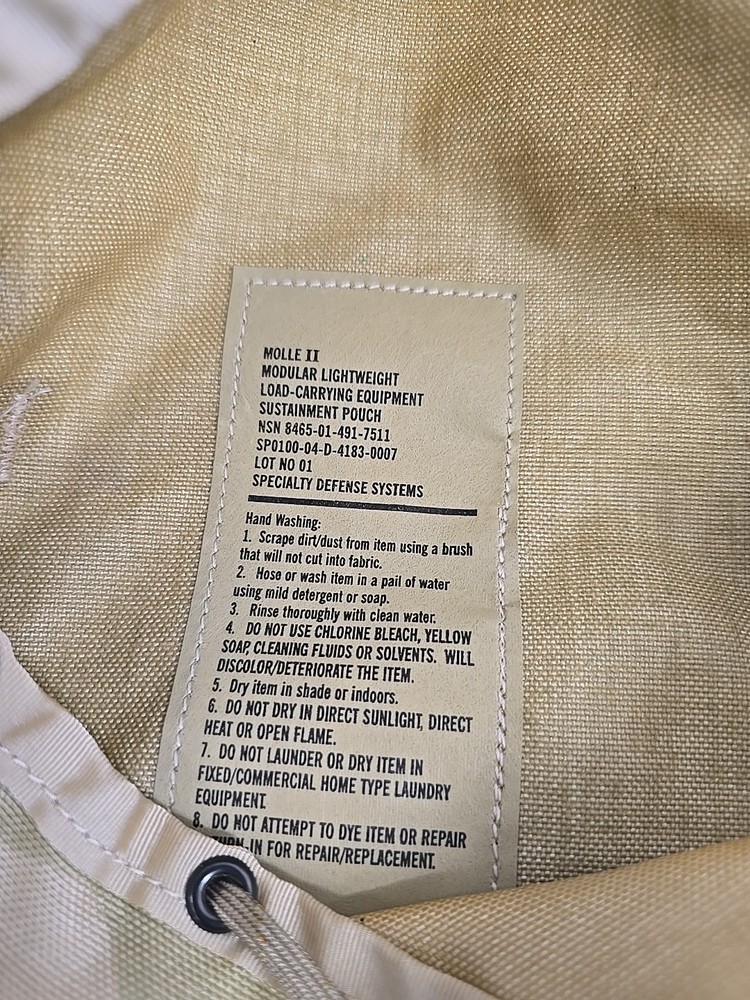 MOLLE II
MODULAR LIGHTWEIGHT
LOAD-CARRYING EQUIPMENT
SUSTAINMENT POUCH
NSN 8465-01-491-7511
SP0100-04-D-4183-0007
LOT NO 01
SPECIALTY DEFENSE SYSTEMS
Hand Washing:
1. Scrape dirt/dust from item using a brush
that will not cut into fabric.
2. Hose or wash item in a pail of water
using mild detergent or soap.
3. Rinse thoroughly with clean water.
4. DO NOT USE CHLORINE BLEACH, YELLOW
SOAP, CLEANING FLUIDS OR SOLVENTS. WILL
DISCOLOR/DETERIORATE THE ITEM.
5. Dry item in shade or indoors.
6. DO NOT DRY IN DIRECT SUNLIGHT, DIRECT
HEAT OR OPEN FLAME.
7. DO NOT LAUNDER OR DRY ITEM IN
FIXED/COMMERCIAL HOME TYPE LAUNDRY
EQUIPMENT.
8. DO NOT ATTEMPT TO DYE ITEM OR REPAIR
TURN-IN FOR REPAIR/REPLACEMENT.